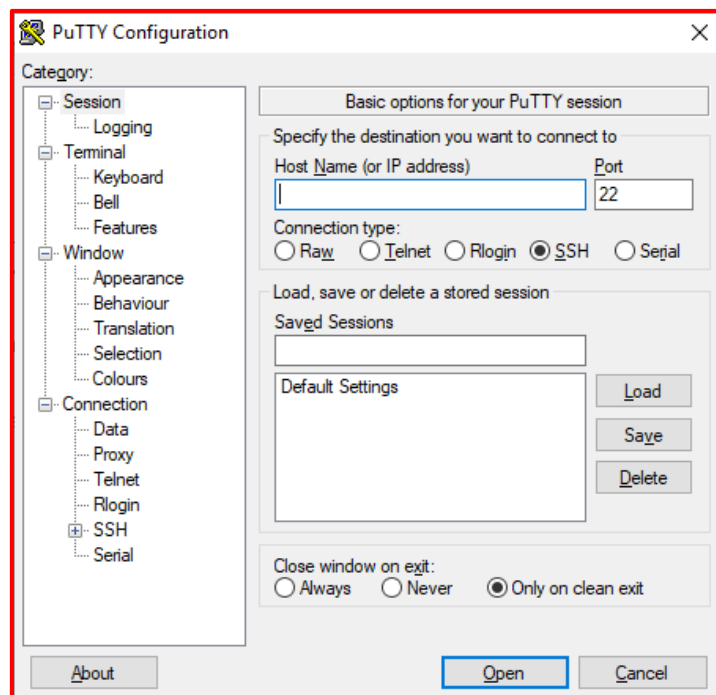 PuTTY Configuration
Category:
Session
Logging
Terminal
Keyboard
Bell
Features
Window
Appearance
Behaviour
Translation
Selection
Colours
Connection
Data
Proxy
Telnet
Rlogin
SSH
Serial
Basic options for your PuTTY session
Specify the destination you want to connect to
Host Name (or IP address) Port
22
Connection type:
Raw Telnet Rlogin SSH Serial
Load, save or delete a stored session
Saved Sessions
Default Settings
Load
Save
Delete
Close window on exit:
Always Never Only on clean exit
About Open Cancel